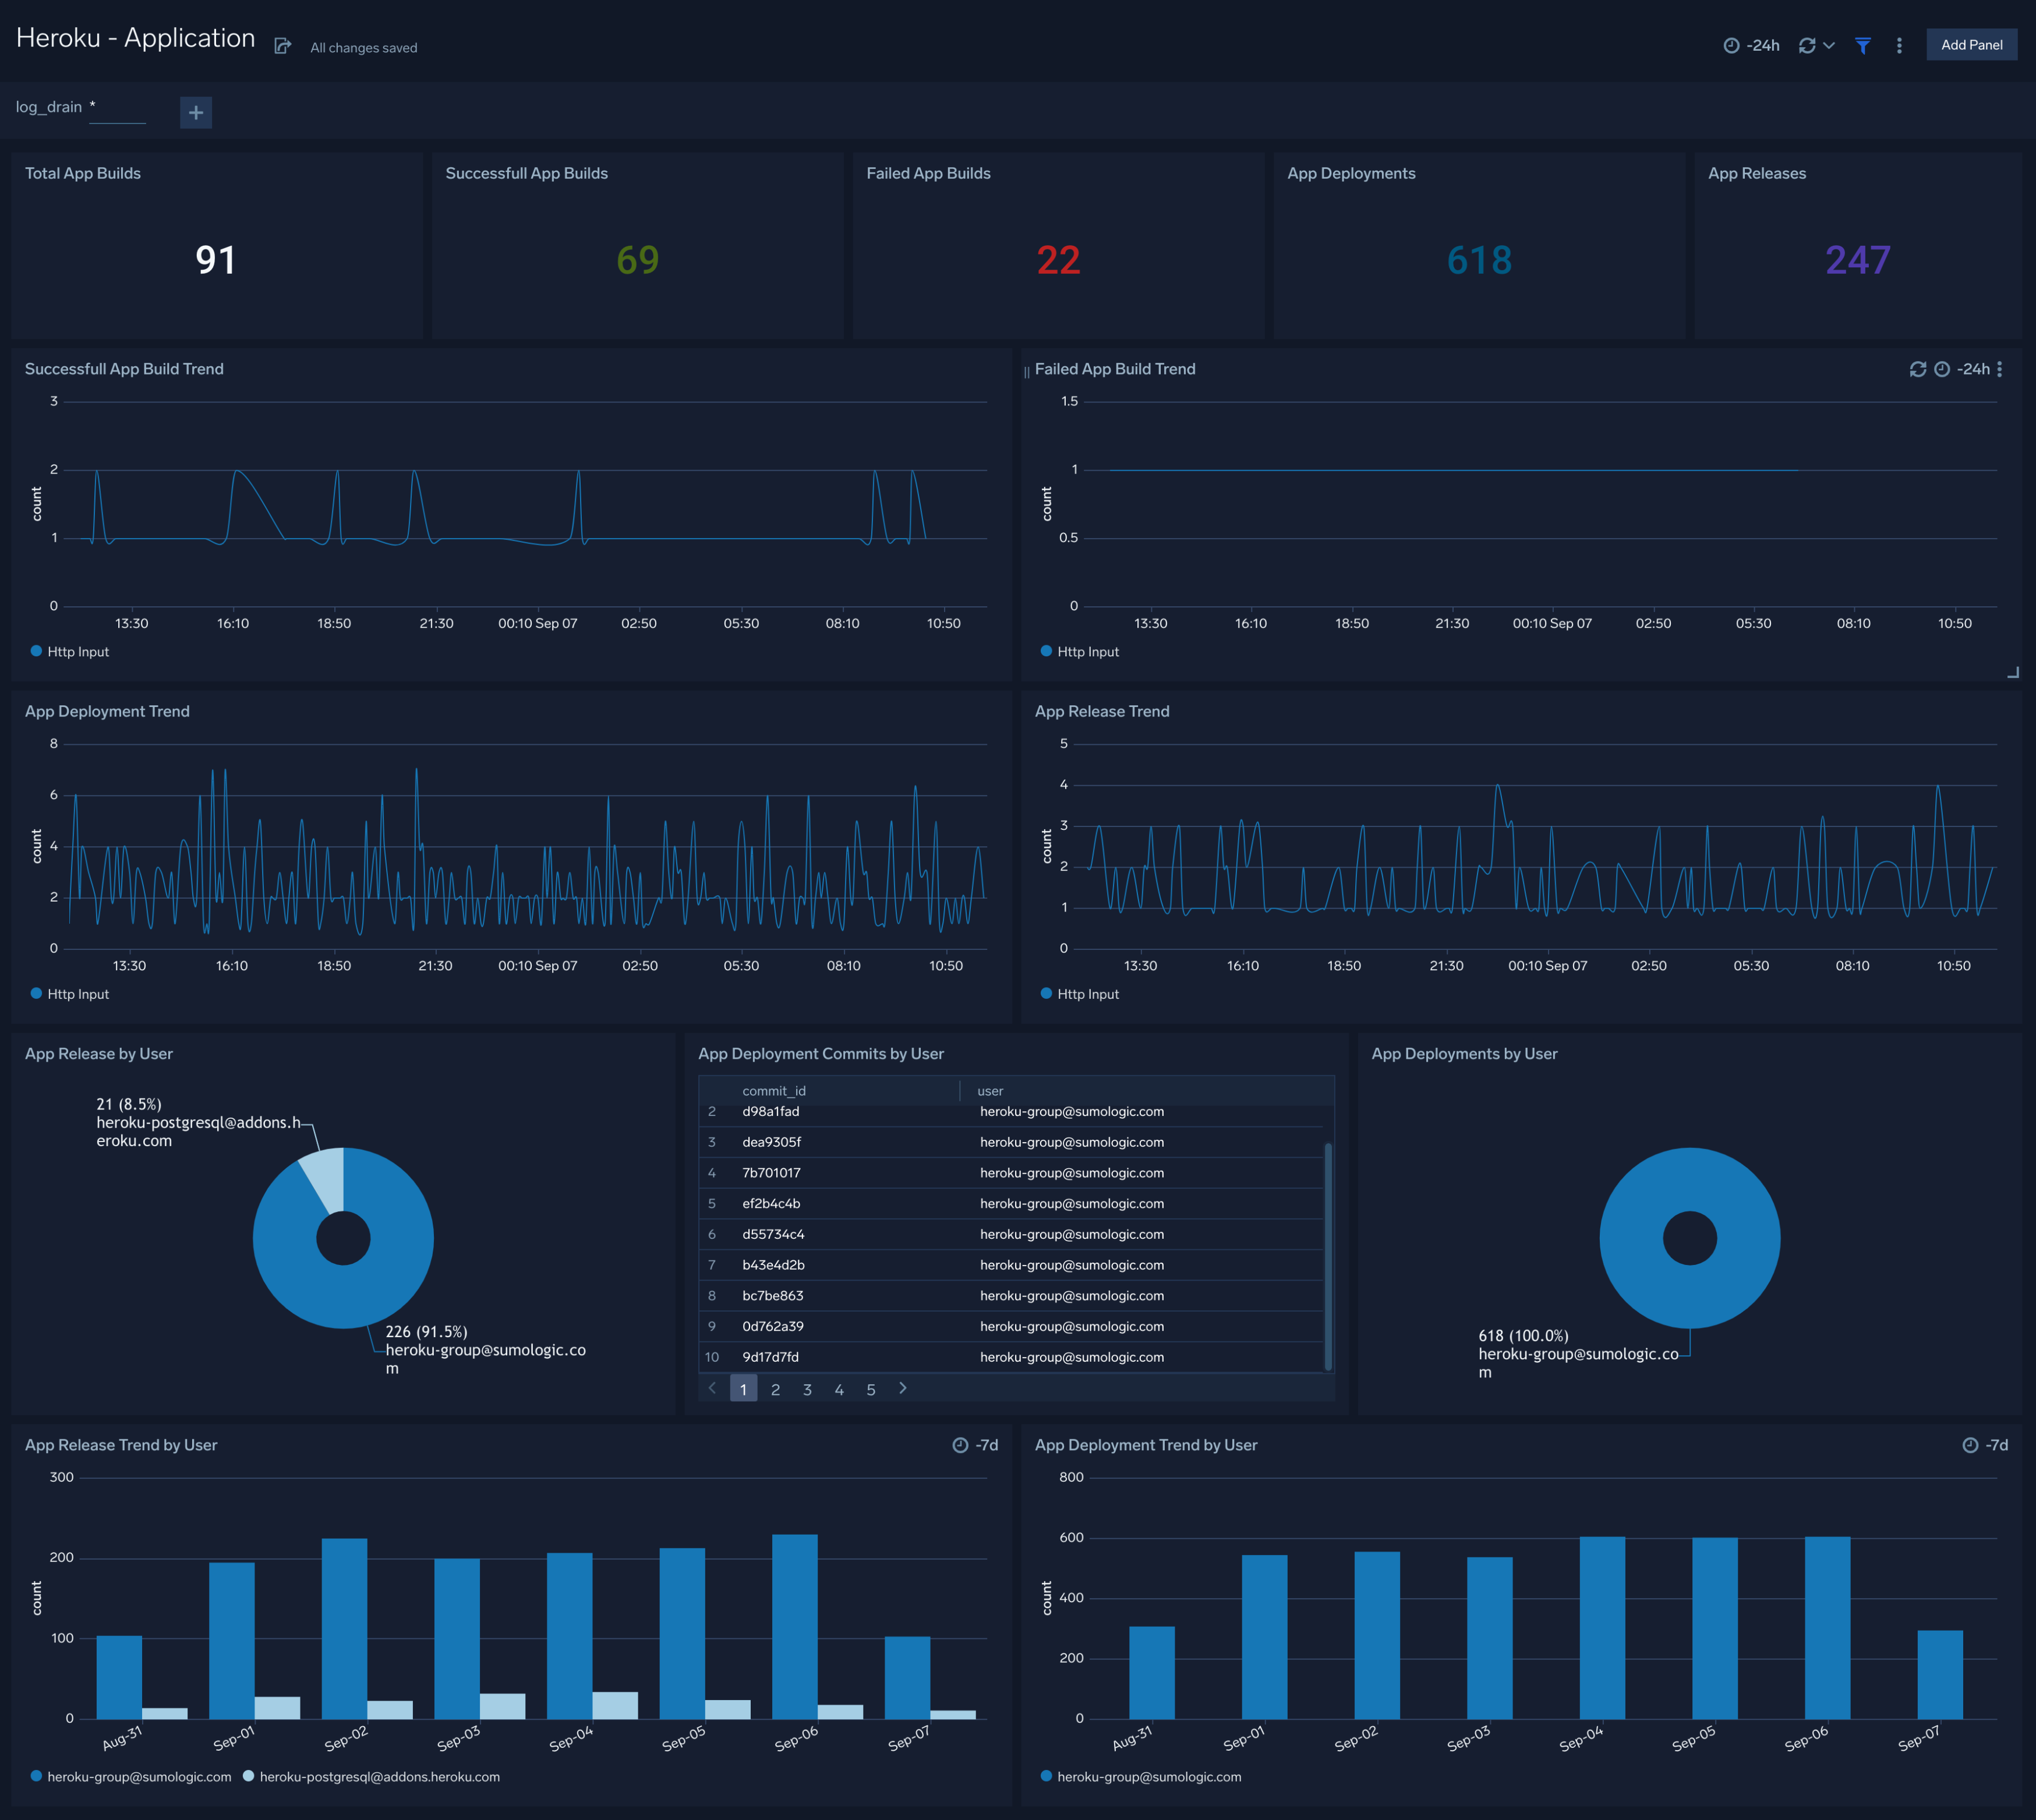 Heroku - Application
All changes saved
-24h
Add Panel
log_drain *
Total App Builds
Successfull App Builds
Failed App Builds
App Deployments
App Releases
91
69
22
618
247
Successfull App Build Trend
3
2
1
0
count
13:30 16:10 18:50 21:30 00:10 Sep 07 02:50 05:30 08:10 10:50
Http Input
Failed App Build Trend
-24h
1.5
1
0.5
0
count
13:30 16:10 18:50 21:30 00:10 Sep 07 02:50 05:30 08:10 10:50
Http Input
App Deployment Trend
8
6
4
2
0
count
13:30 16:10 18:50 21:30 00:10 Sep 07 02:50 05:30 08:10 10:50
Http Input
App Release Trend
5
4
3
2
1
0
count
13:30 16:10 18:50 21:30 00:10 Sep 07 02:50 05:30 08:10 10:50
Http Input
App Release by User
21 (8.5%)
heroku-postgresql@addons.h
eroku.com
226 (91.5%)
heroku-group@sumologic.co
m
App Deployment Commits by User
commit_id user
2 d98a1fad heroku-group@sumologic.com
3 dea9305f heroku-group@sumologic.com
4 7b701017 heroku-group@sumologic.com
5 ef2b4c4b heroku-group@sumologic.com
6 d55734c4 heroku-group@sumologic.com
7 b43e4d2b heroku-group@sumologic.com
8 bc7be863 heroku-group@sumologic.com
9 0d762a39 heroku-group@sumologic.com
10 9d17d7fd heroku-group@sumologic.com
1 2 3 4 5
App Deployments by User
618 (100.0%)
heroku-group@sumologic.co
m
App Release Trend by User
-7d
300
200
100
0
count
Aug-31 Sep-01 Sep-02 Sep-03 Sep-04 Sep-05 Sep-06 Sep-07
heroku-group@sumologic.com heroku-postgresql@addons.heroku.com
App Deployment Trend by User
-7d
800
600
400
200
0
count
Aug-31 Sep-01 Sep-02 Sep-03 Sep-04 Sep-05 Sep-06 Sep-07
heroku-group@sumologic.com